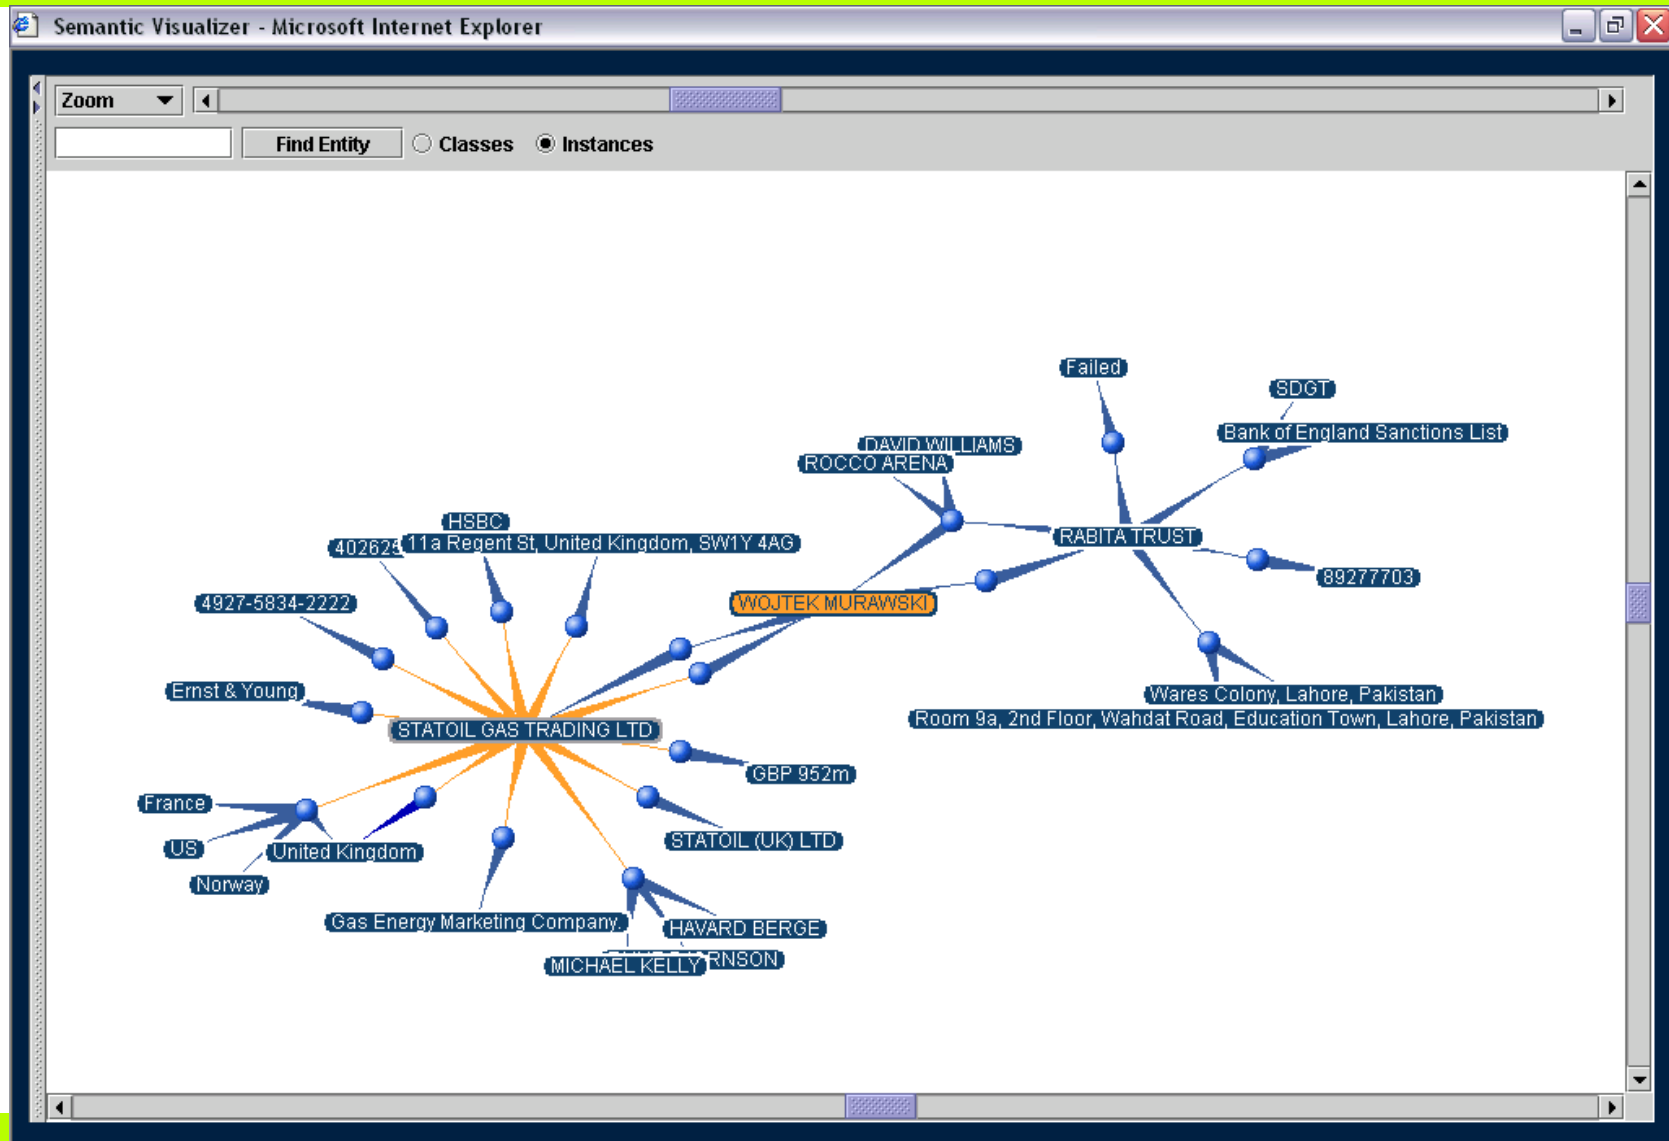 Semantic Visualizer - Microsoft Internet Explorer
Zoom
Find Entity
Classes
Instances
Failed
SDGT
Bank of England Sanctions List
DAVID WILLIAMS
ROCCO ARENA
HSBC
11a Regent St, United Kingdom, SW1Y 4AG
RABITA TRUST
89277703
4927-5834-2222
WOJTEK MURAWSKI
Ernst & Young
Wares Colony, Lahore, Pakistan
Room 9a, 2nd Floor, Wahdat Road, Education Town, Lahore, Pakistan
STATOIL GAS TRADING LTD
GBP 952m
France
STATOIL (UK) LTD
US
United Kingdom
Norway
Gas Energy Marketing Company.
HAVARD BERGE
MICHAEL KELLY